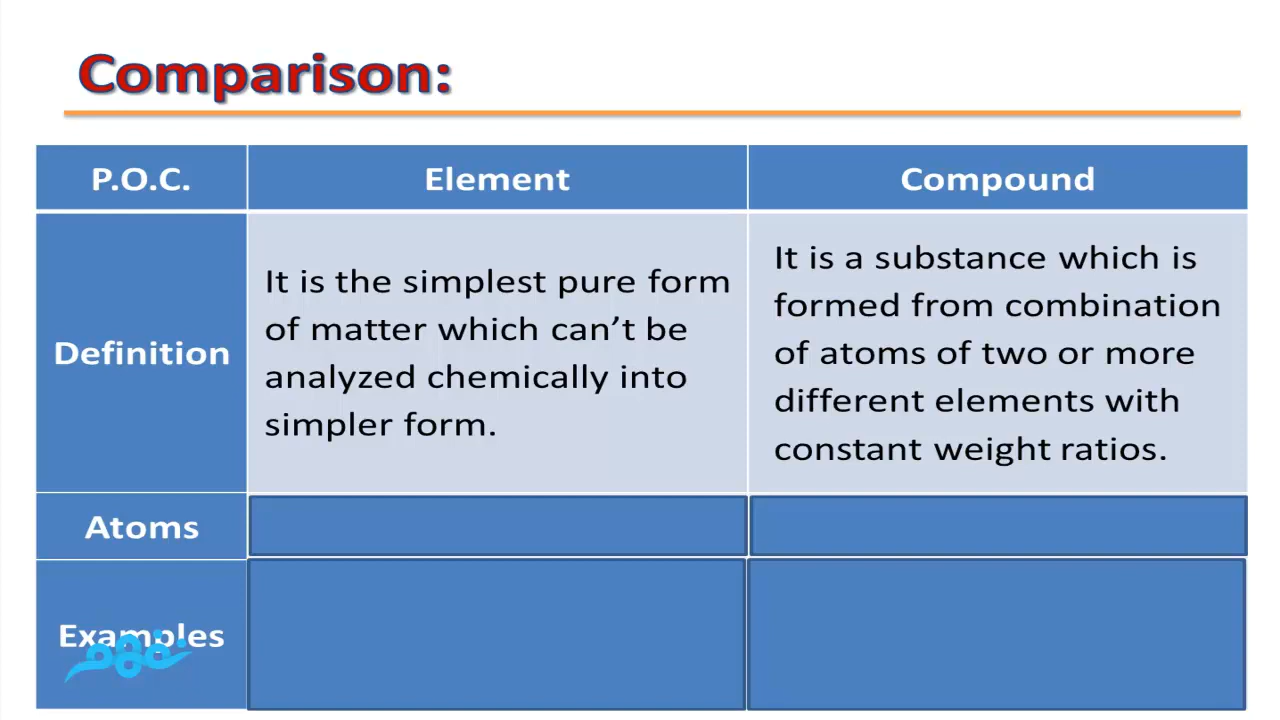 Comparison:
P.O.C.
Element
Compound
Definition
It is the simplest pure form
of matter which can’t be
analyzed chemically into
simpler form.
It is a substance which is
formed from combination
of atoms of two or more
different elements with
constant weight ratios.
Atoms
Examples
نفهم